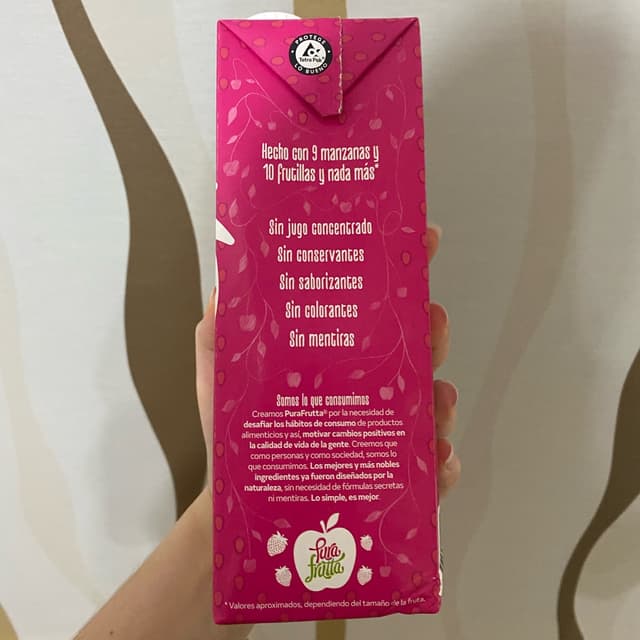 PROTEGE
Tetra Pak®
LO BUENO
Hecho con 9 manzanas y
10 frutillas y nada más*
Sin jugo concentrado
Sin conservantes
Sin saborizantes
Sin colorantes
Sin mentiras
Somos lo que consumimos
Creamos PuraFrutta® por la necesidad de
desafiar los hábitos de consumo de productos
alimenticios y así, motivar cambios positivos en
la calidad de vida de la gente. Creemos que
como personas y como sociedad, somos lo
que consumimos. Los mejores y más nobles
ingredientes ya fueron diseñados por la
naturaleza, sin necesidad de fórmulas secretas
ni mentiras. Lo simple, es mejor.
Pura
frutta
* Valores aproximados, dependiendo del tamaño de la fruta.